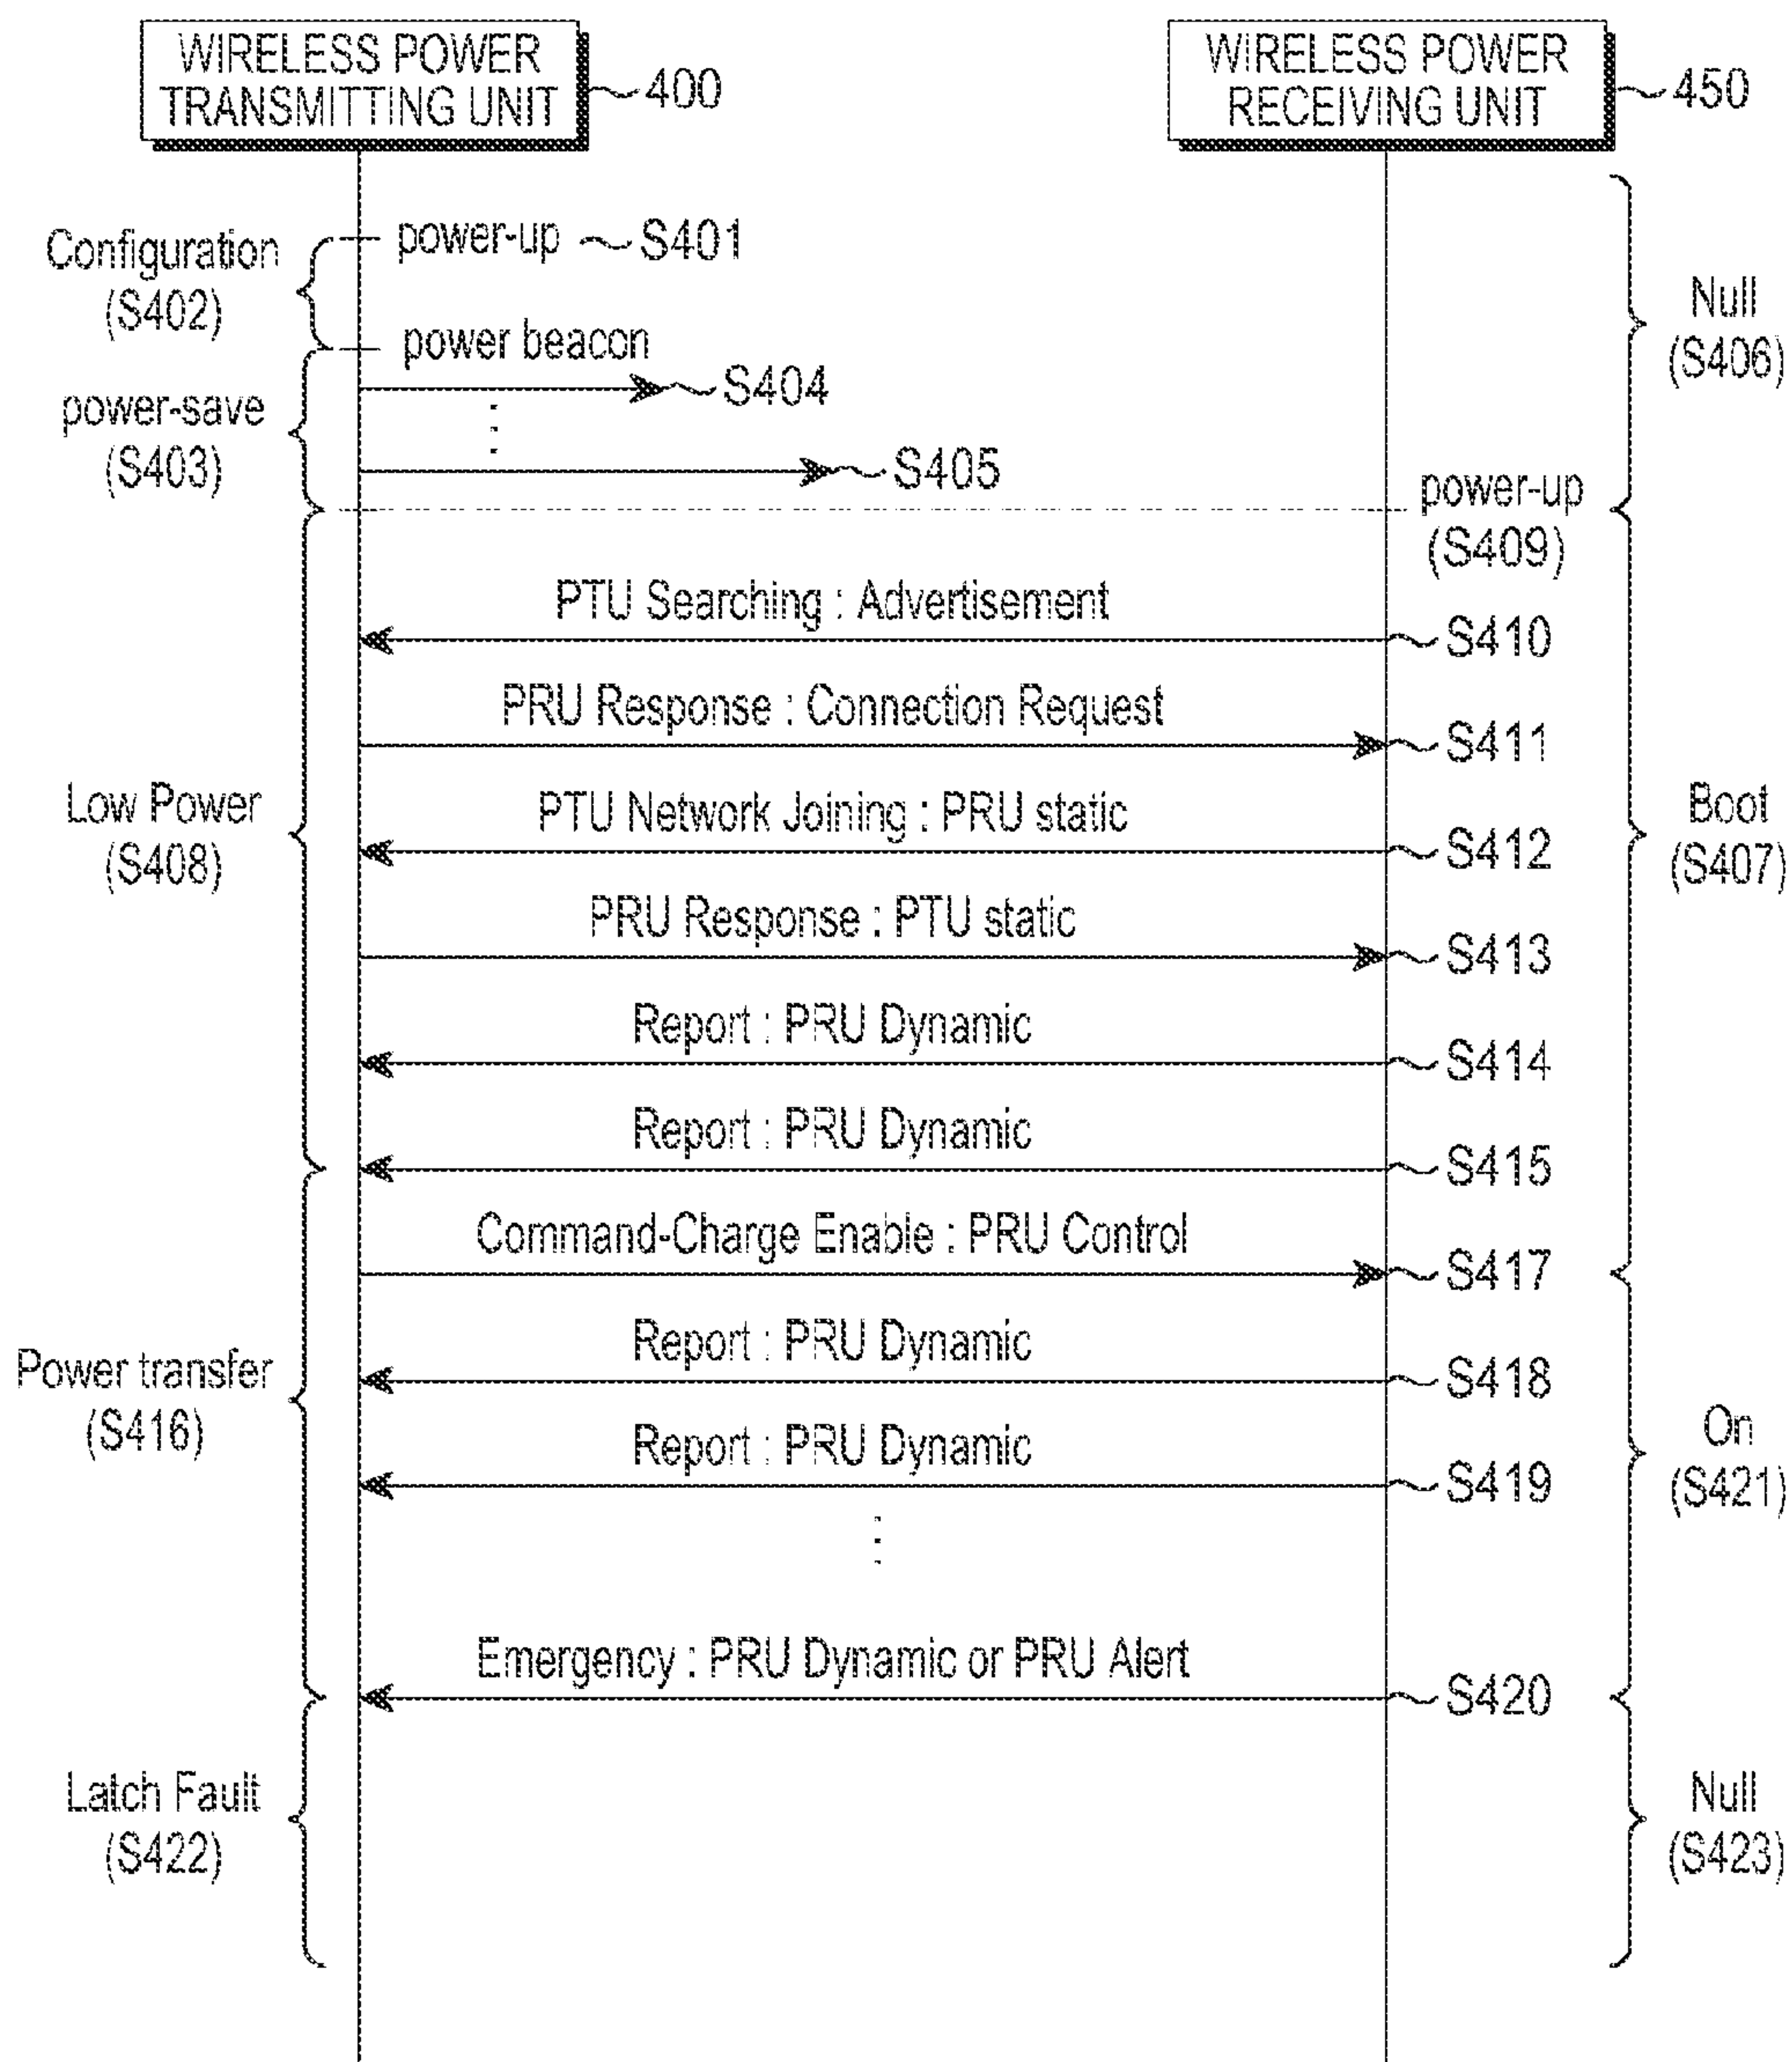 WIRELESS POWER
TRANSMITTING UNIT
400
WIRELESS POWER
RECEIVING UNIT
450
Configuration
(S402)
power-up
S401
Null
(S406)
power beacon
S404
power-save
(S403)
S405
power-up
(S409)
PTU Searching : Advertisement
S410
PRU Response : Connection Request
S411
Low Power
(S408)
PTU Network Joining : PRU static
S412
Boot
(S407)
PRU Response : PTU static
S413
Report : PRU Dynamic
S414
Report : PRU Dynamic
S415
Command-Charge Enable : PRU Control
S417
Power transfer
(S416)
Report : PRU Dynamic
S418
Report : PRU Dynamic
S419
On
(S421)
Emergency : PRU Dynamic or PRU Alert
S420
Latch Fault
(S422)
Null
(S423)